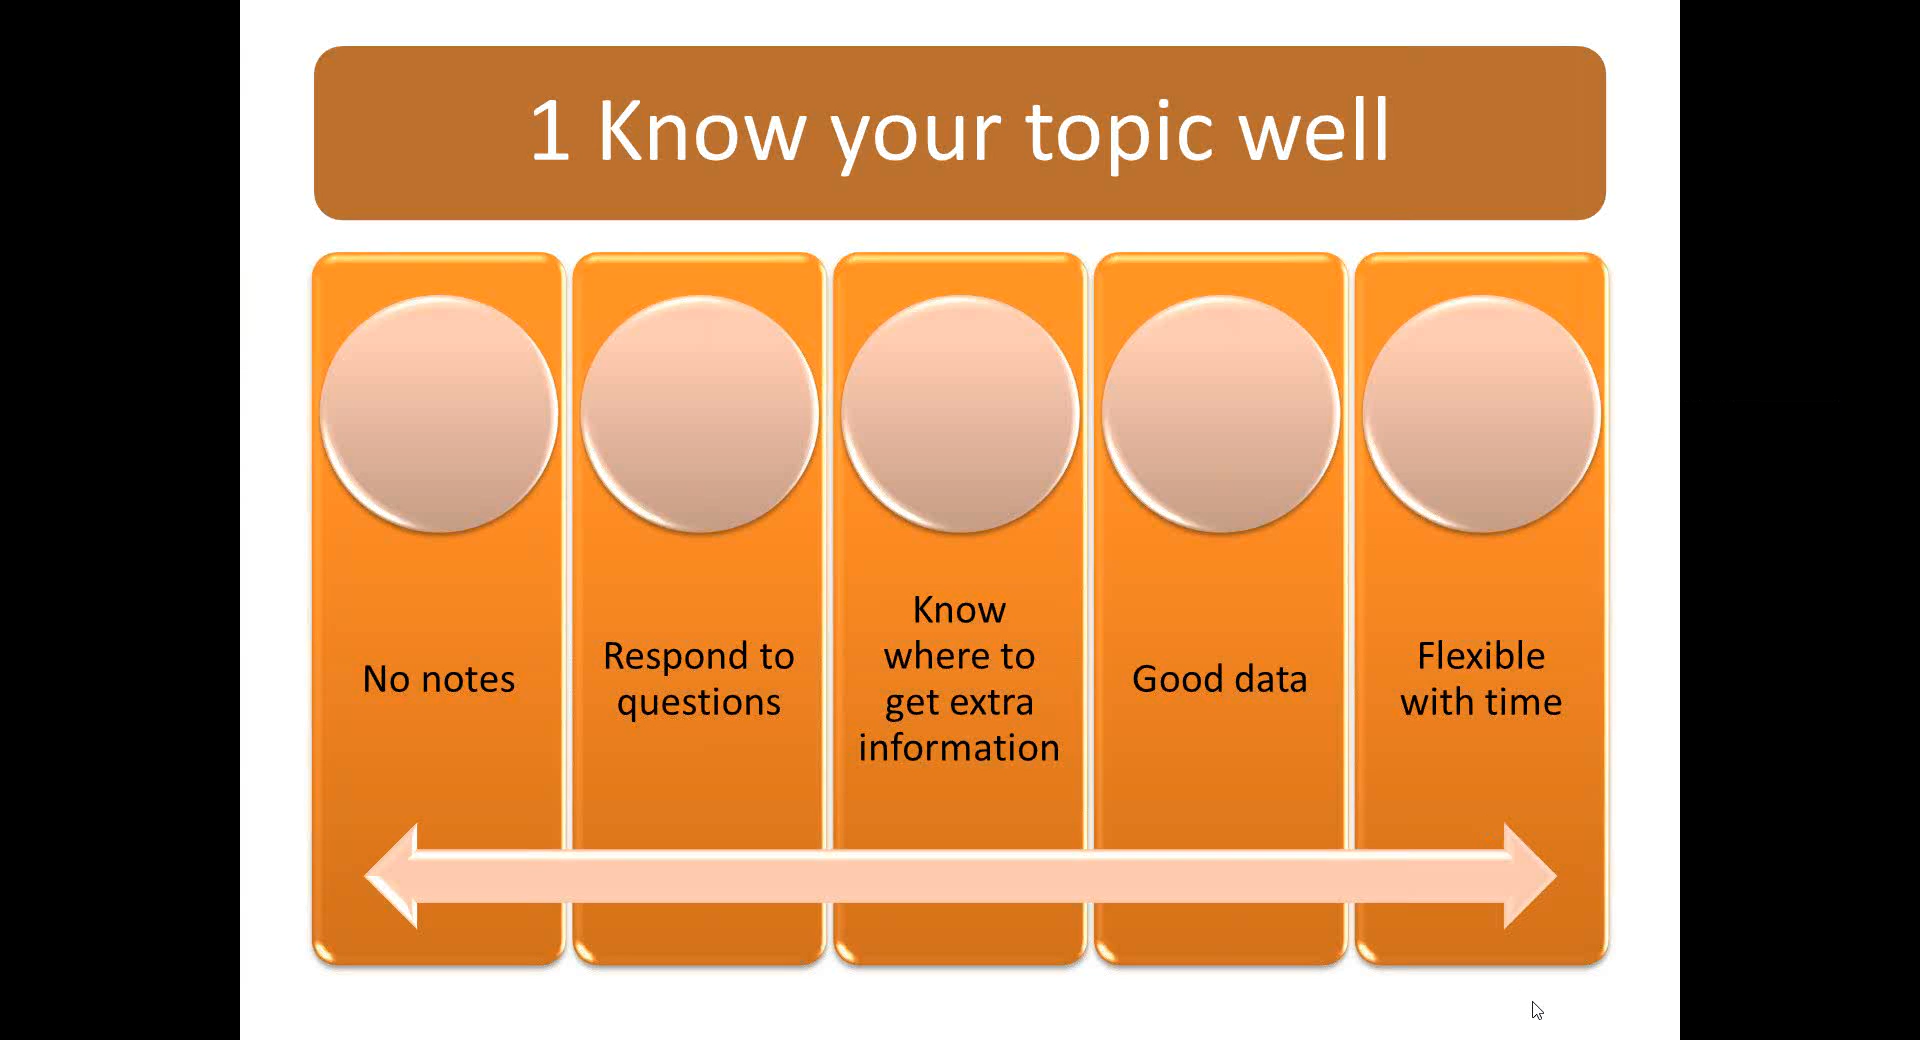 1 Know your topic well
No notes
Respond to
questions
Know
where to
get extra
information
Good data
Flexible
with time